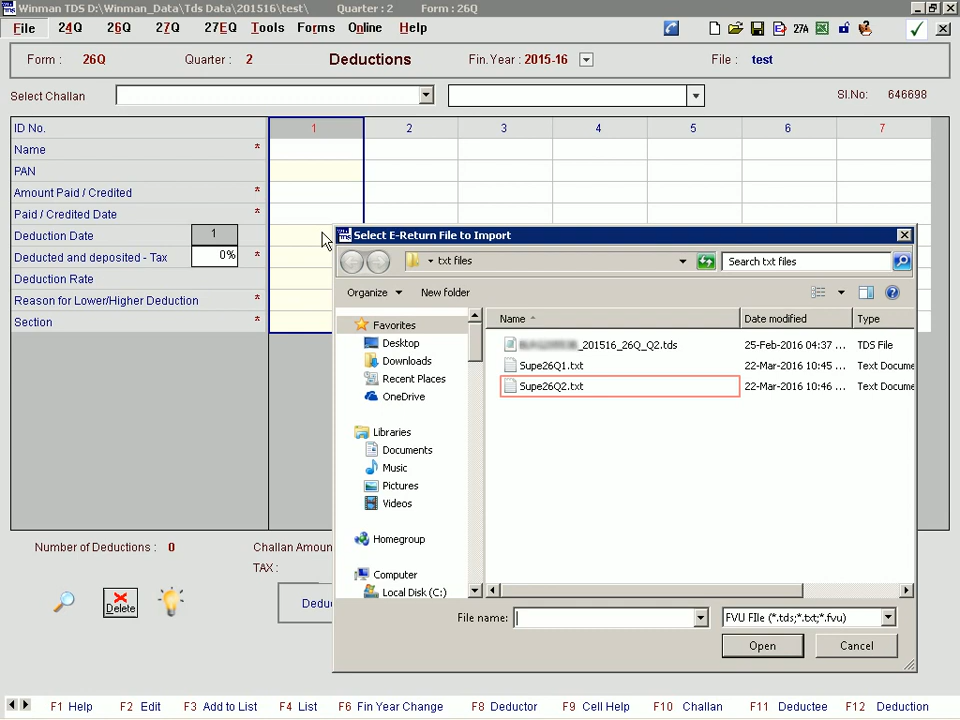 Winman TDS D:\Winman_Data\Tds Data\201516\test\ Quarter : 2 Form : 26Q
File 24Q 26Q 27Q 27EQ Tools Forms Online Help 27A
Form : 26Q Quarter : 2 Deductions Fin.Year : 2015-16 File : test
Select Challan Sl.No: 646698
ID No. 1 2 3 4 5 6 7
Name *
PAN
Amount Paid / Credited *
Paid / Credited Date *
Deduction Date 1
Deducted and deposited - Tax 0% *
Deduction Rate
Reason for Lower/Higher Deduction *
Section *
Select E-Return File to Import
txt files Search txt files
Organize New folder
Favorites
Desktop
Downloads
Recent Places
OneDrive
Libraries
Documents
Music
Pictures
Videos
Homegroup
Computer
Local Disk (C:)
Name Date modified Type
_201516_26Q_Q2.tds 25-Feb-2016 04:37 ... TDS File
Supe26Q1.txt 22-Mar-2016 10:45 ... Text Docume
Supe26Q2.txt 22-Mar-2016 10:46 ... Text Docume
File name: FVU FIle (*.tds;*.txt;*.fvu)
Open Cancel
Number of Deductions : 0 Challan Amoun
TAX :
Delete Deduc
F1 Help F2 Edit F3 Add to List F4 List F6 Fin Year Change F8 Deductor F9 Cell Help F10 Challan F11 Deductee F12 Deduction